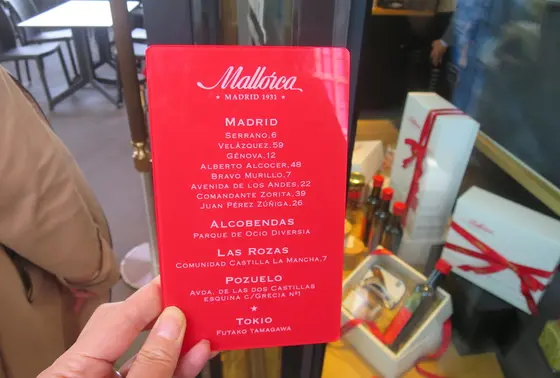 Mallorca
• MADRID 1931 •
MADRID
SERRANO,6
VELÁZQUEZ,59
GÉNOVA,12
ALBERTO ALCOCER,48
BRAVO MURILLO,7
AVENIDA DE LOS ANDES,22
COMANDANTE ZORITA,39
JUAN PÉREZ ZÚÑIGA,26
ALCOBENDAS
PARQUE DE OCIO DIVERSIA
LAS ROZAS
COMUNIDAD CASTILLA LA MANCHA,7
POZUELO
AVDA. DE LAS DOS CASTILLAS
ESQUINA C/GRECIA Nº1
★
TOKIO
FUTAKO TAMAGAWA
Mallorca